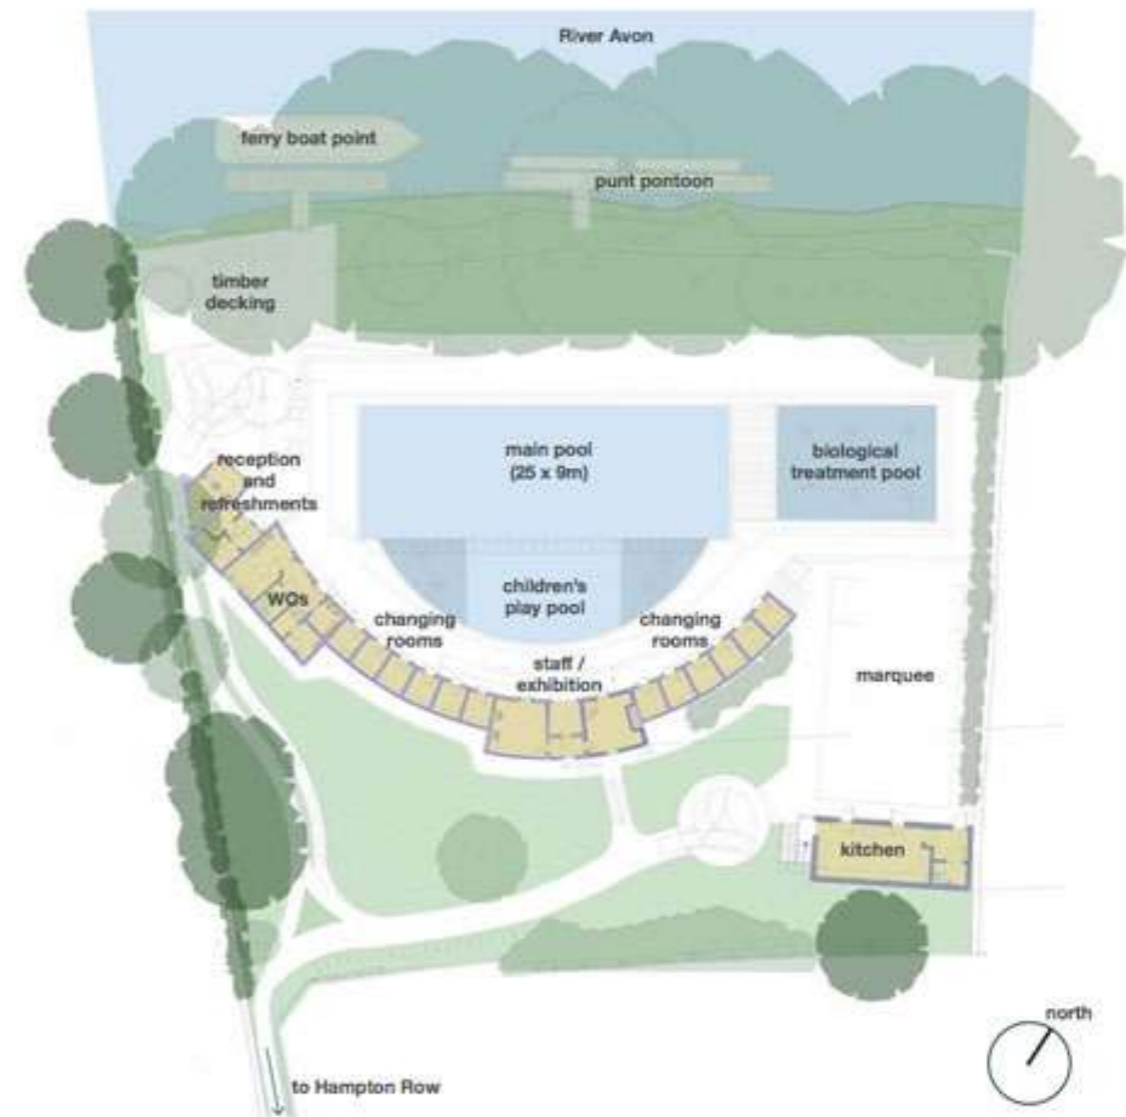 River Avon
ferry boat point
punt pontoon
timber
decking
main pool
(25 x 9m)
biological
treatment pool
reception
and
refreshments
WCs
changing
rooms
children's
play pool
changing
rooms
staff /
exhibition
marquee
kitchen
north
to Hampton Row